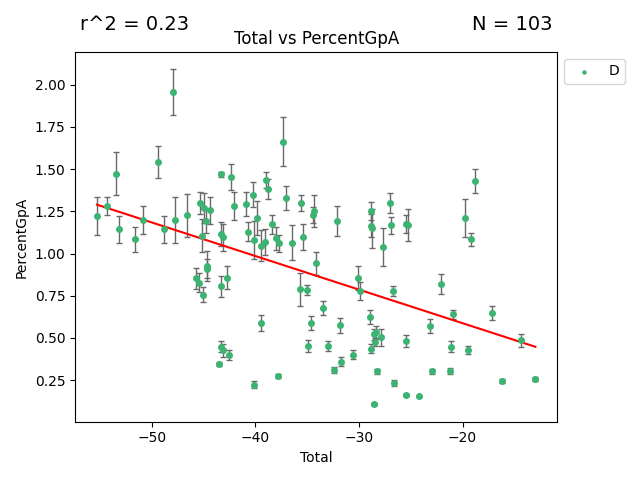 r^2 = 0.23
N = 103
Total vs PercentGpA
D
2.00
1.75
1.50
1.25
1.00
0.75
0.50
0.25
PercentGpA
−50
−40
−30
−20
Total